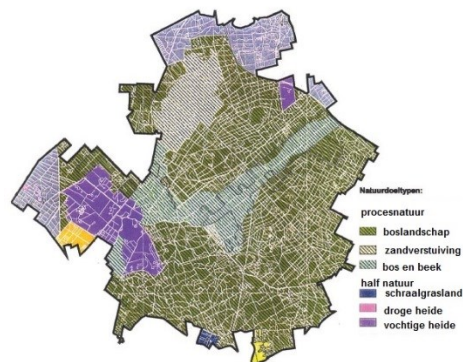 Natuurdoeltypen:
procesnatuur
boslandschap
zandverstuiving
bos en beek
half natuur
schraalgrasland
droge heide
vochtige heide